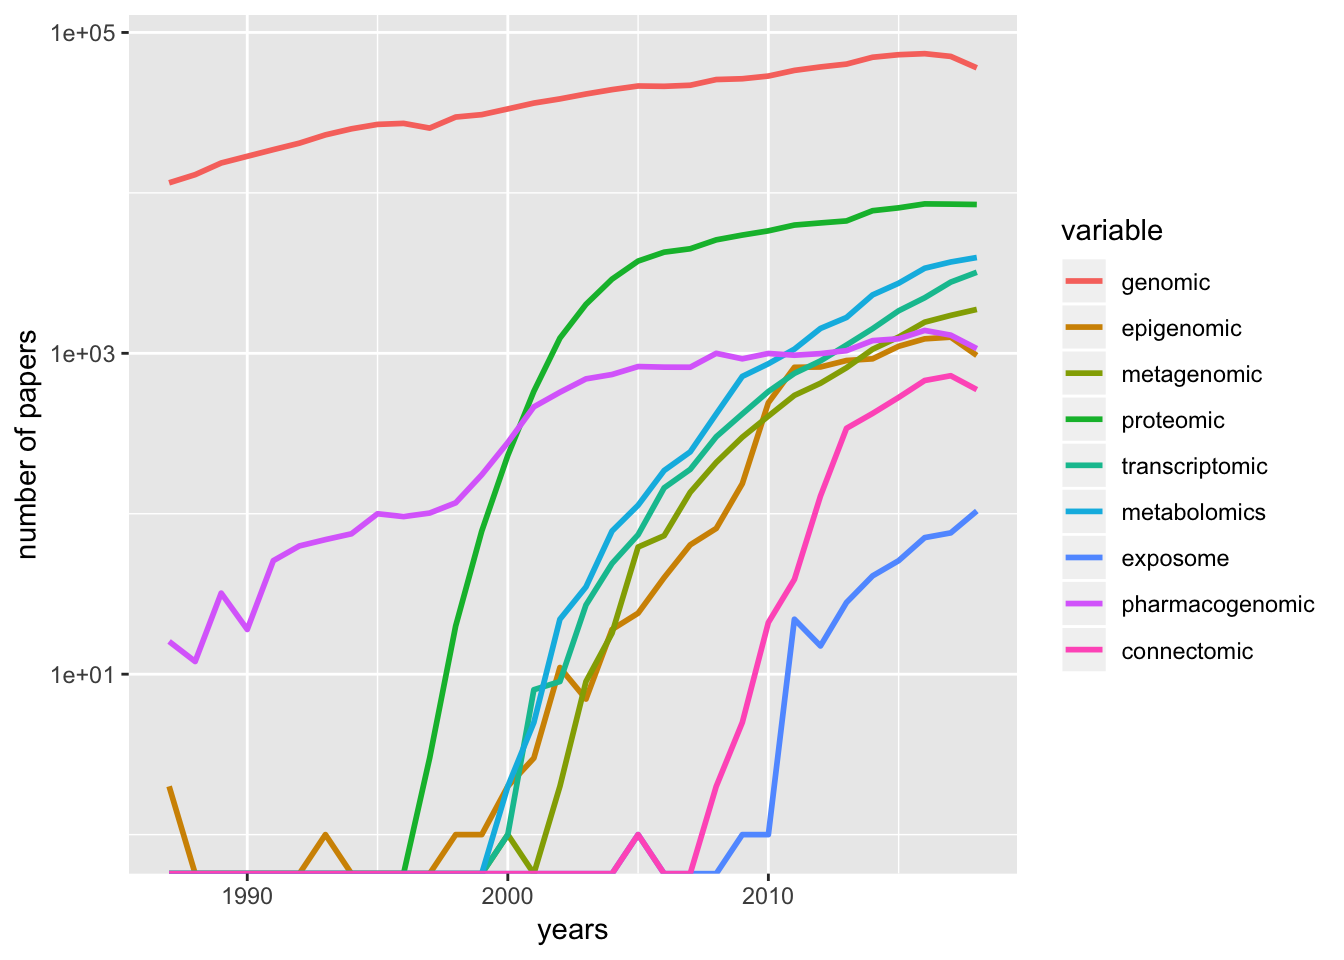 1e+05
1e+03
1e+01
number of papers
1990
2000
2010
years
variable
genomic
epigenomic
metagenomic
proteomic
transcriptomic
metabolomics
exposome
pharmacogenomic
connectomic